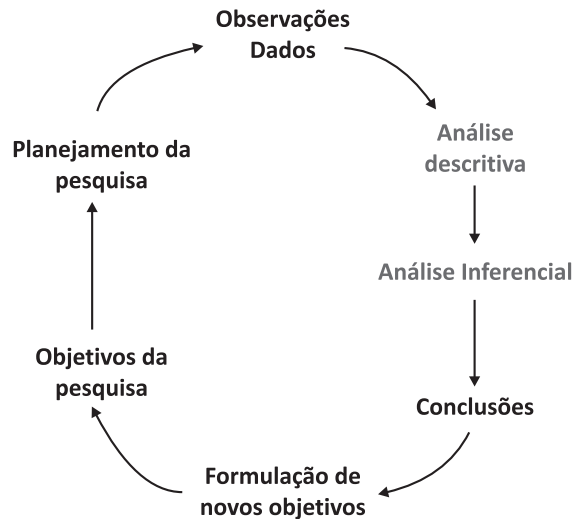 Observações
Dados
Análise
descritiva
Análise Inferencial
Conclusões
Formulação de
novos objetivos
Objetivos da
pesquisa
Planejamento da
pesquisa